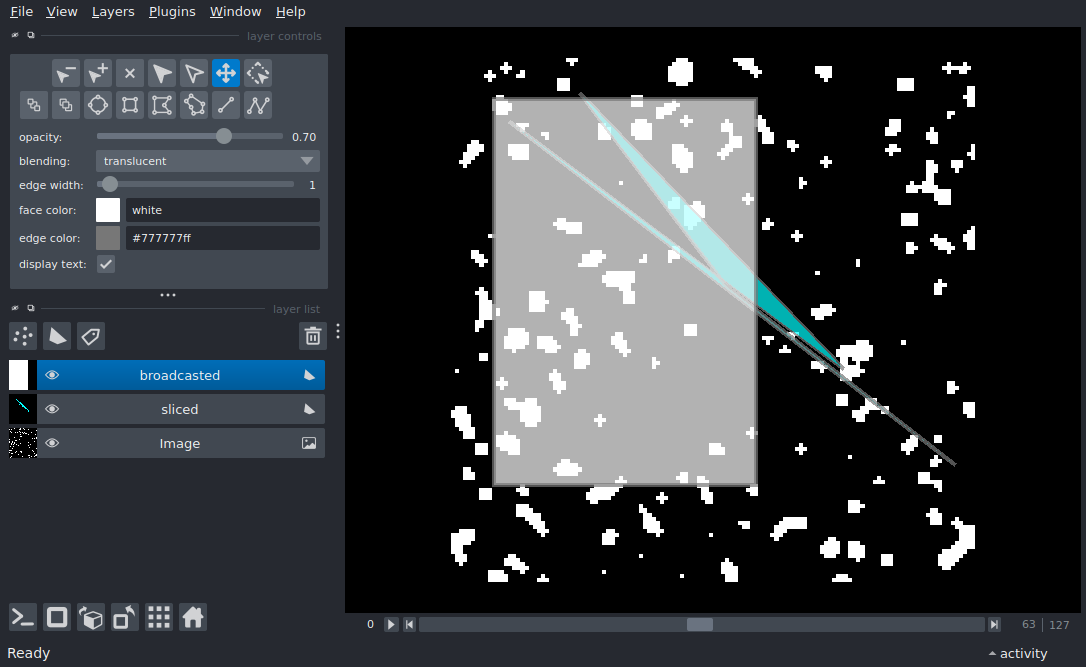 File View Layers Plugins Window Help
layer controls
opacity: 0.70
blending: translucent
edge width: 1
face color: white
edge color: #777777ff
display text:
layer list
broadcasted
sliced
Image
0 63 127
Ready activity